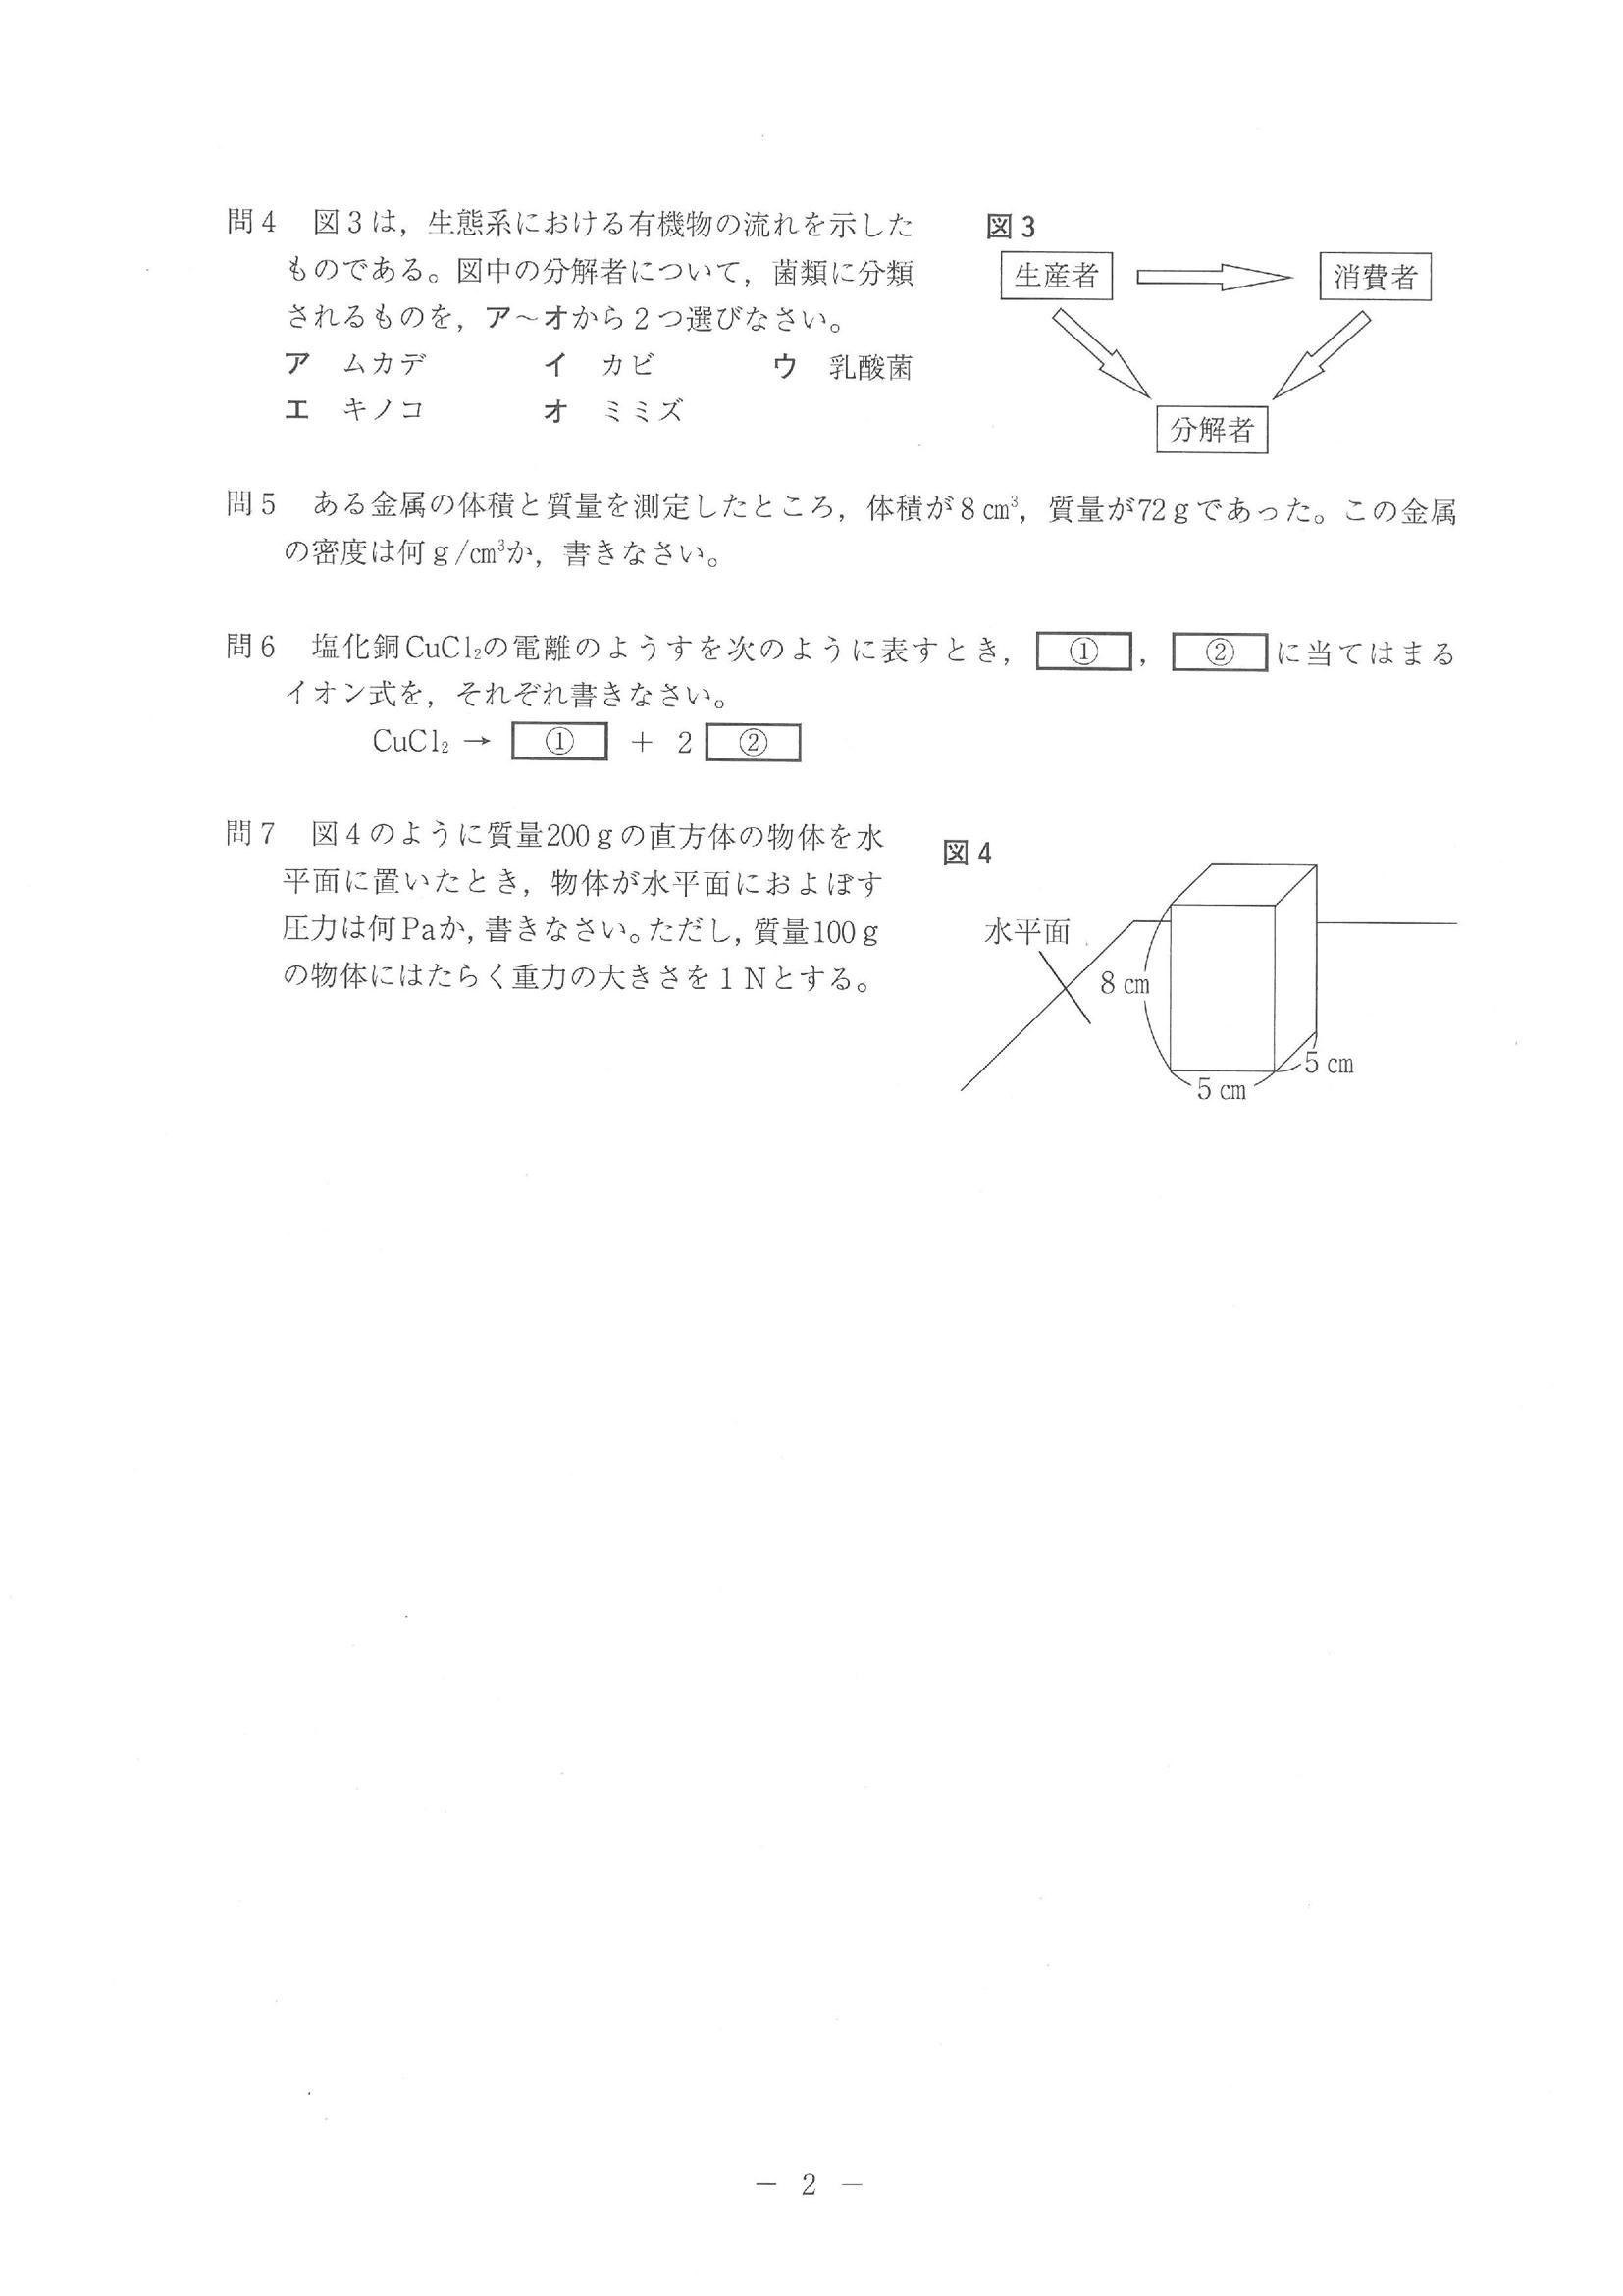 問4　図3は，生態系における有機物の流れを示した
ものである。図中の分解者について，菌類に分類
されるものを，ア～オから2つ選びなさい。
ア　ムカデ　イ　カビ　ウ　乳酸菌
エ　キノコ　オ　ミミズ
図3
生産者　消費者
分解者
問5　ある金属の体積と質量を測定したところ，体積が8㎝³，質量が72gであった。この金属
の密度は何g/㎝³か，書きなさい。
問6　塩化銅CuCl₂の電離のようすを次のように表すとき，①，②に当てはまる
イオン式を，それぞれ書きなさい。
CuCl₂ → ① ＋ 2 ②
問7　図4のように質量200gの直方体の物体を水
平面に置いたとき，物体が水平面におよぼす
圧力は何Paか，書きなさい。ただし，質量100g
の物体にはたらく重力の大きさを1Nとする。
図4
水平面
8㎝
5㎝
5㎝
－ 2 －